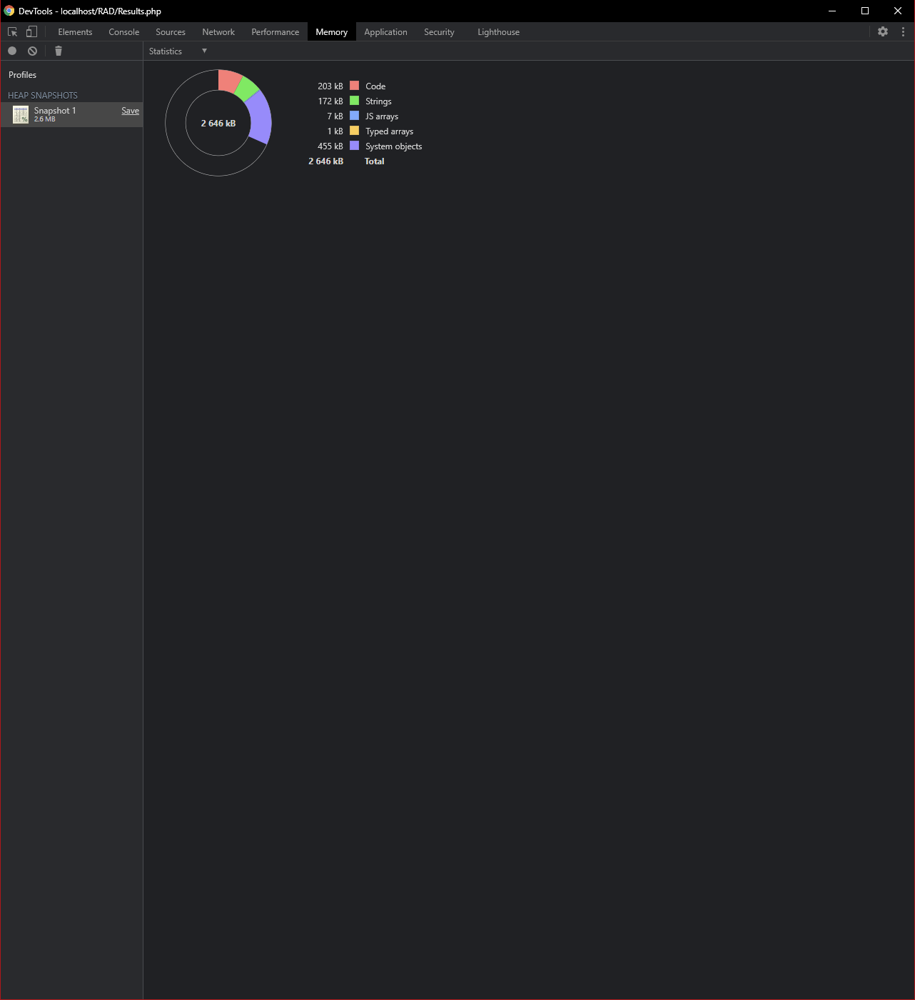 DevTools - localhost/RAD/Results.php
Elements Console Sources Network Performance Memory Application Security Lighthouse
Statistics
Profiles
HEAP SNAPSHOTS
Snapshot 1 Save
2.6 MB
%
2 646 kB
203 kB Code
172 kB Strings
7 kB JS arrays
1 kB Typed arrays
455 kB System objects
2 646 kB Total